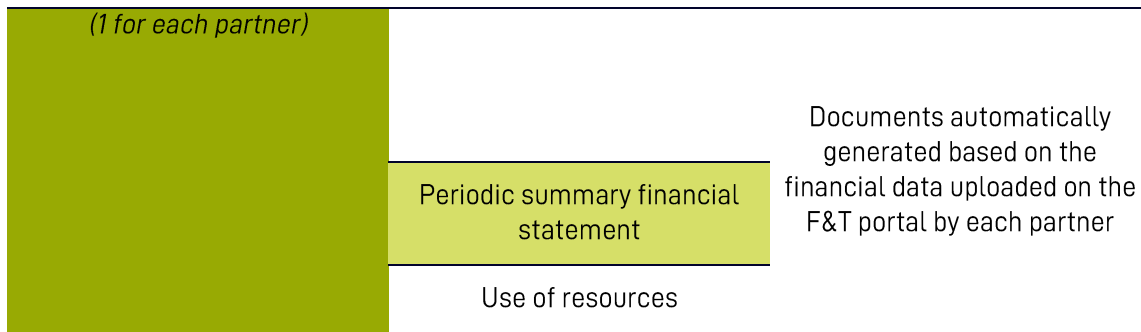 (1 for each partner)
Periodic summary financial
statement
Use of resources
Documents automatically
generated based on the
financial data uploaded on the
F&T portal by each partner